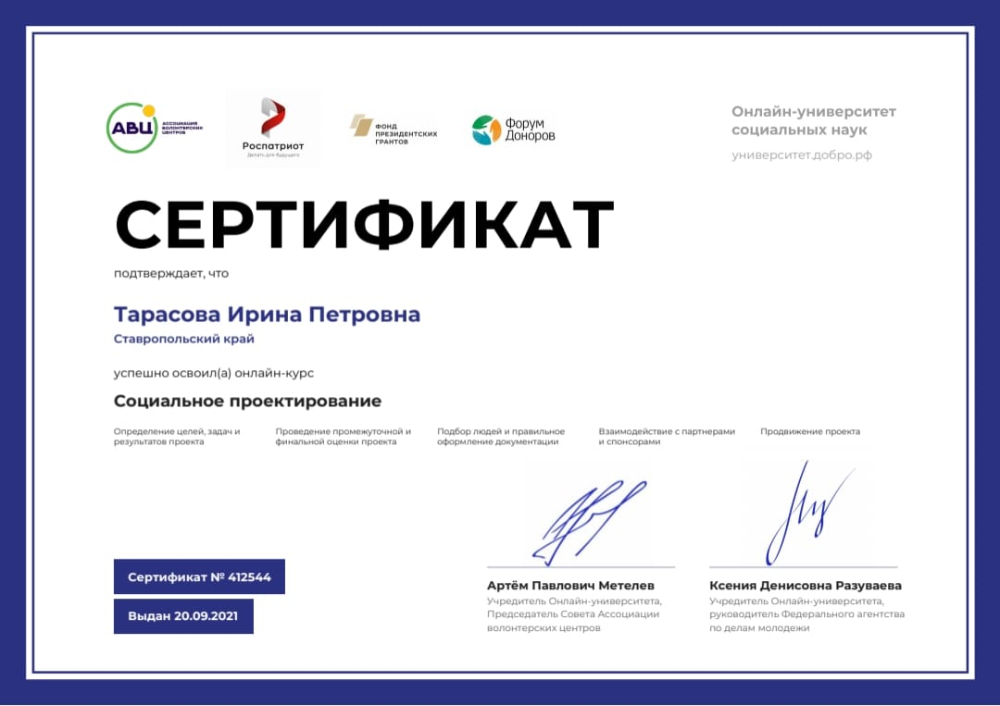 АВЦ
АССОЦИАЦИЯ
ВОЛОНТЕРСКИХ
ЦЕНТРОВ
Роспатриот
Делать для будущего
ФОНД
ПРЕЗИДЕНТСКИХ
ГРАНТОВ
Форум
Доноров
Онлайн-университет
социальных наук
университет.добро.рф
СЕРТИФИКАТ
подтверждает, что
Тарасова Ирина Петровна
Ставропольский край
успешно освоил(а) онлайн-курс
Социальное проектирование
Определение целей, задач и
результатов проекта
Проведение промежуточной и
финальной оценки проекта
Подбор людей и правильное
оформление документации
Взаимодействие с партнерами
и спонсорами
Продвижение проекта
Сертификат № 412544
Выдан 20.09.2021
Артём Павлович Метелев
Учредитель Онлайн-университета,
Председатель Совета Ассоциации
волонтерских центров
Ксения Денисовна Разуваева
Учредитель Онлайн-университета,
руководитель Федерального агентства
по делам молодежи